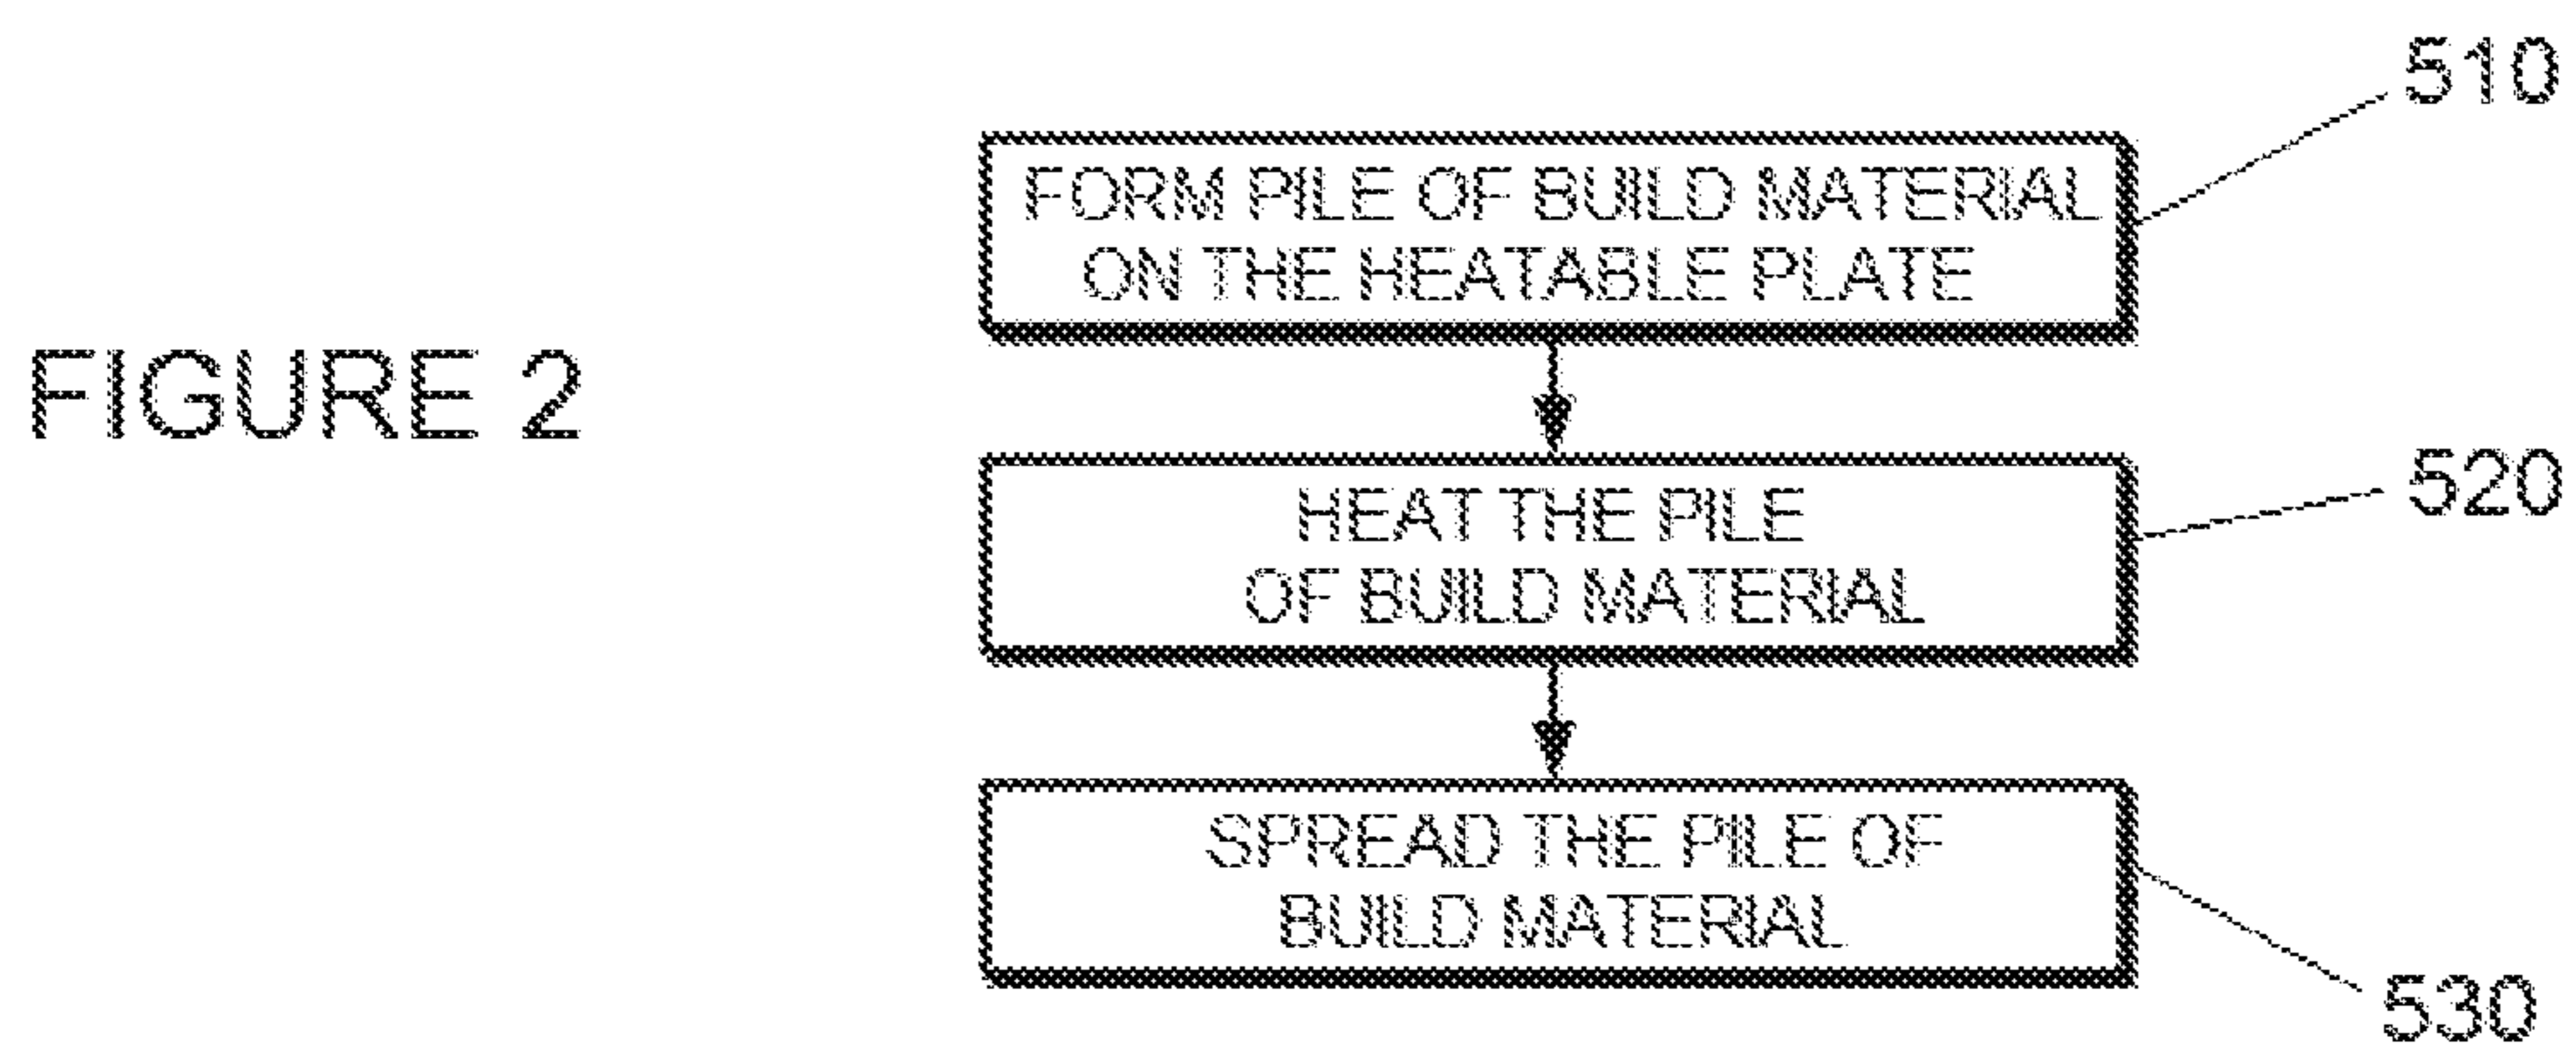 510
FORM PILE OF BUILD MATERIAL
ON THE HEATABLE PLATE
FIGURE 2
520
HEAT THE PILE
OF BUILD MATERIAL
SPREAD THE PILE OF
BUILD MATERIAL
530